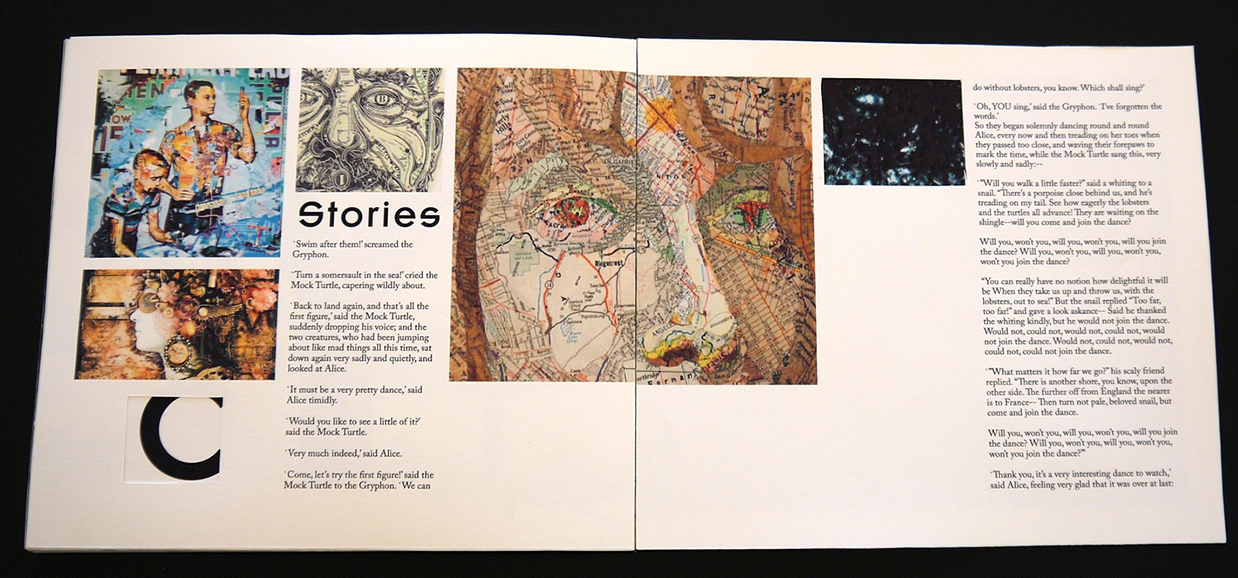 Stories
'Swim after them!' screamed the
Gryphon.
'Turn a somersault in the sea!' cried the
Mock Turtle, capering wildly about.
'Back to land again, and that's all the
first figure,' said the Mock Turtle,
suddenly dropping his voice; and the
two creatures, who had been jumping
about like mad things all this time, sat
down again very sadly and quietly, and
looked at Alice.
'It must be a very pretty dance,' said
Alice timidly.
'Would you like to see a little of it?'
said the Mock Turtle.
'Very much indeed,' said Alice.
'Come, let's try the first figure!' said the
Mock Turtle to the Gryphon. 'We can
C
Ridgecrest
do without lobsters, you know. Which shall sing?'
'Oh, YOU sing,' said the Gryphon. 'I've forgotten the
words.'
So they began solemnly dancing round and round
Alice, every now and then treading on her toes when
they passed too close, and waving their forepaws to
mark the time, while the Mock Turtle sang this, very
slowly and sadly:--
'"Will you walk a little faster?" said a whiting to a
snail. "There's a porpoise close behind us, and he's
treading on my tail. See how eagerly the lobsters
and the turtles all advance! They are waiting on the
shingle--will you come and join the dance?
Will you, won't you, will you, won't you, will you join
the dance? Will you, won't you, will you, won't you,
won't you join the dance?
"You can really have no notion how delightful it will
be When they take us up and throw us, with the
lobsters, out to sea!" But the snail replied "Too far,
too far!" and gave a look askance-- Said he thanked
the whiting kindly, but he would not join the dance.
Would not, could not, would not, could not, would
not join the dance. Would not, could not, would not,
could not, could not join the dance.
'"What matters it how far we go?" his scaly friend
replied. "There is another shore, you know, upon the
other side. The further off from England the nearer
is to France-- Then turn not pale, beloved snail, but
come and join the dance.
Will you, won't you, will you, won't you, will you join
the dance? Will you, won't you, will you, won't you,
won't you join the dance?"'
'Thank you, it's a very interesting dance to watch,'
said Alice, feeling very glad that it was over at last: